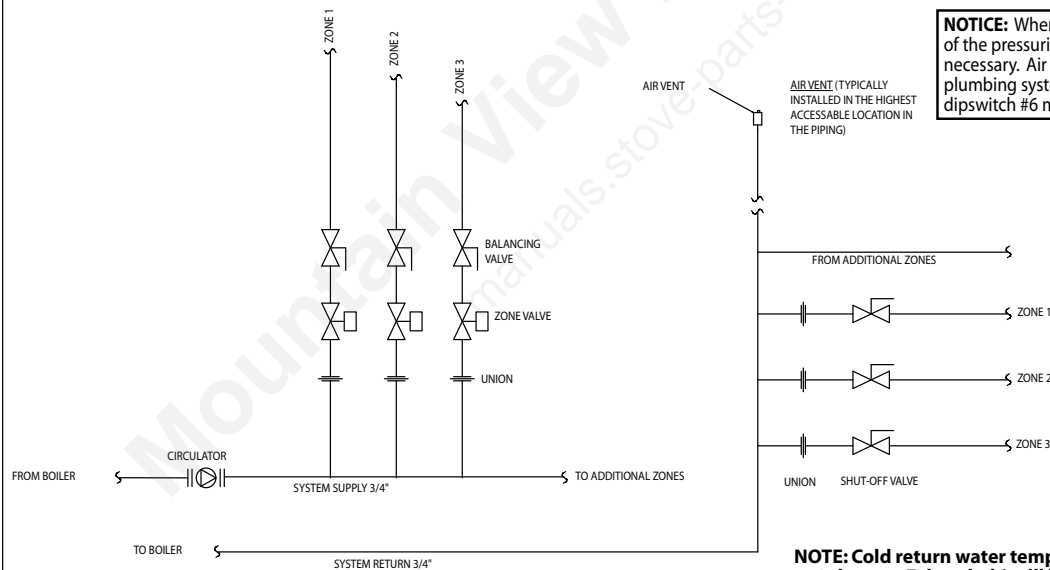 ZONE 1
ZONE 2
ZONE 3
AIR VENT
AIR VENT (TYPICALLY
INSTALLED IN THE HIGHEST
ACCESSABLE LOCATION IN
THE PIPING)
NOTICE: When
of the pressuri
necessary. Air
plumbing syst
dipswitch #6 m
BALANCING
VALVE
ZONE VALVE
UNION
FROM ADDITIONAL ZONES
ZONE 1
ZONE 2
ZONE 3
UNION
SHUT-OFF VALVE
CIRCULATOR
FROM BOILER
SYSTEM SUPPLY 3/4"
TO ADDITIONAL ZONES
TO BOILER
SYSTEM RETURN 3/4"
NOTE: Cold return water temp
Mountain View
manuals.stove-parts-